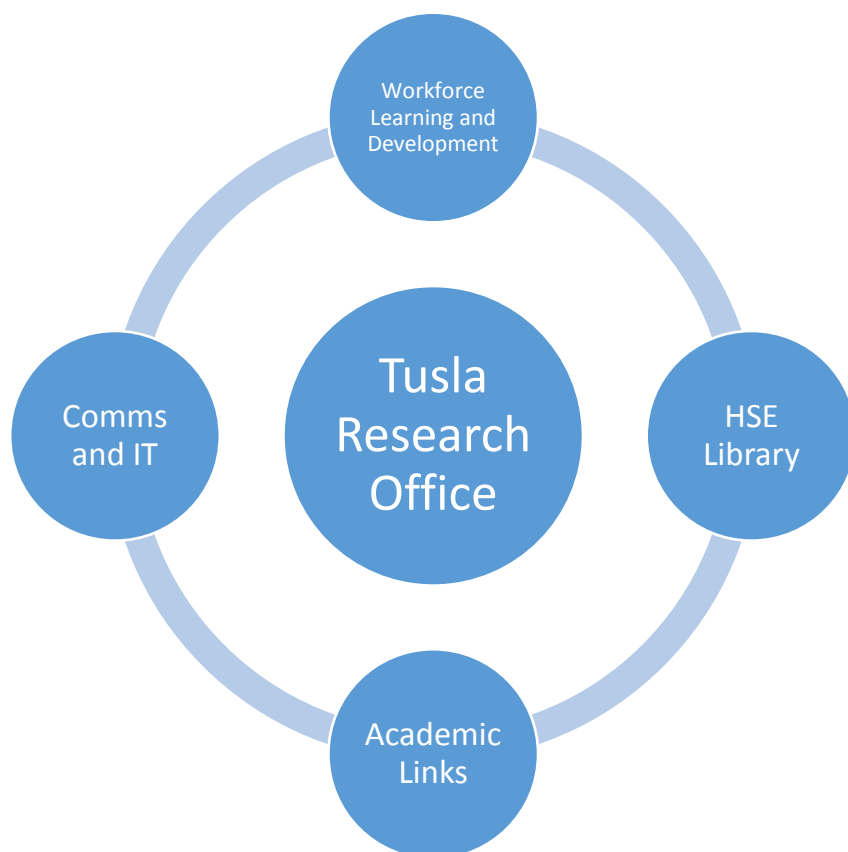 Workforce
Learning and
Development
Comms
and IT
Tusla
Research
Office
HSE
Library
Academic
Links